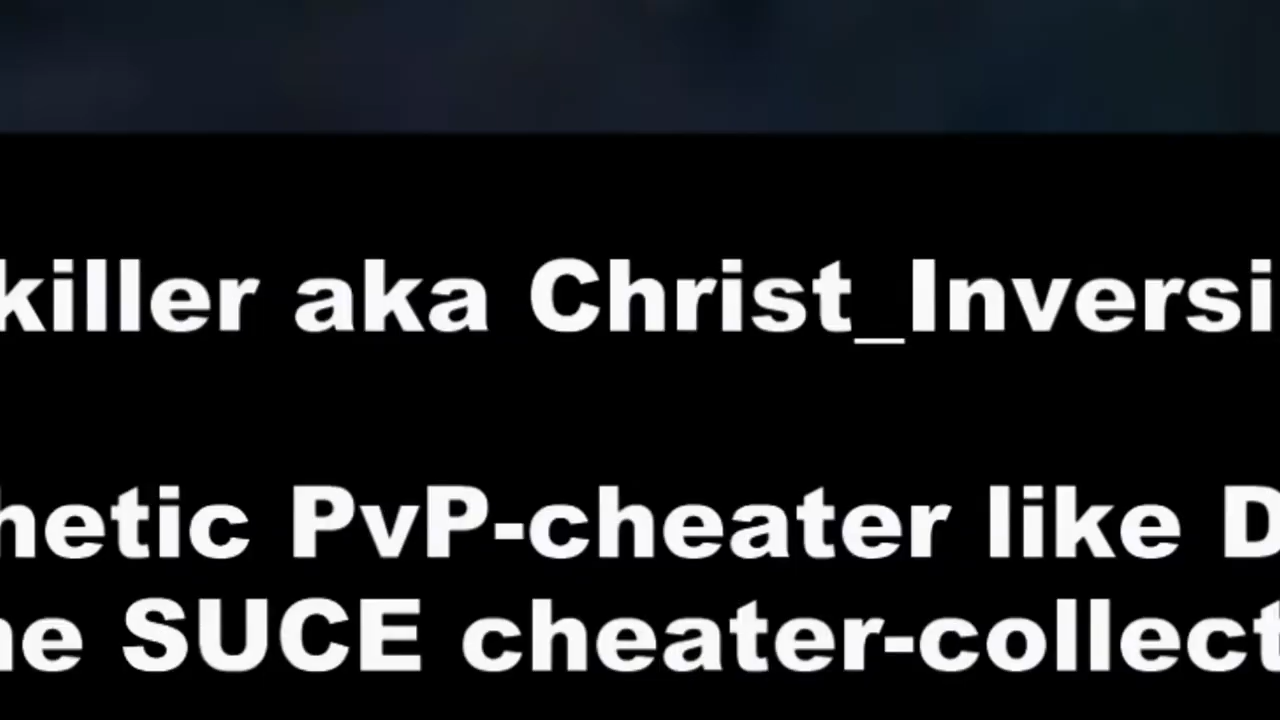 killer aka Christ_Inversi
hetic PvP-cheater like D
he SUCE cheater-collect